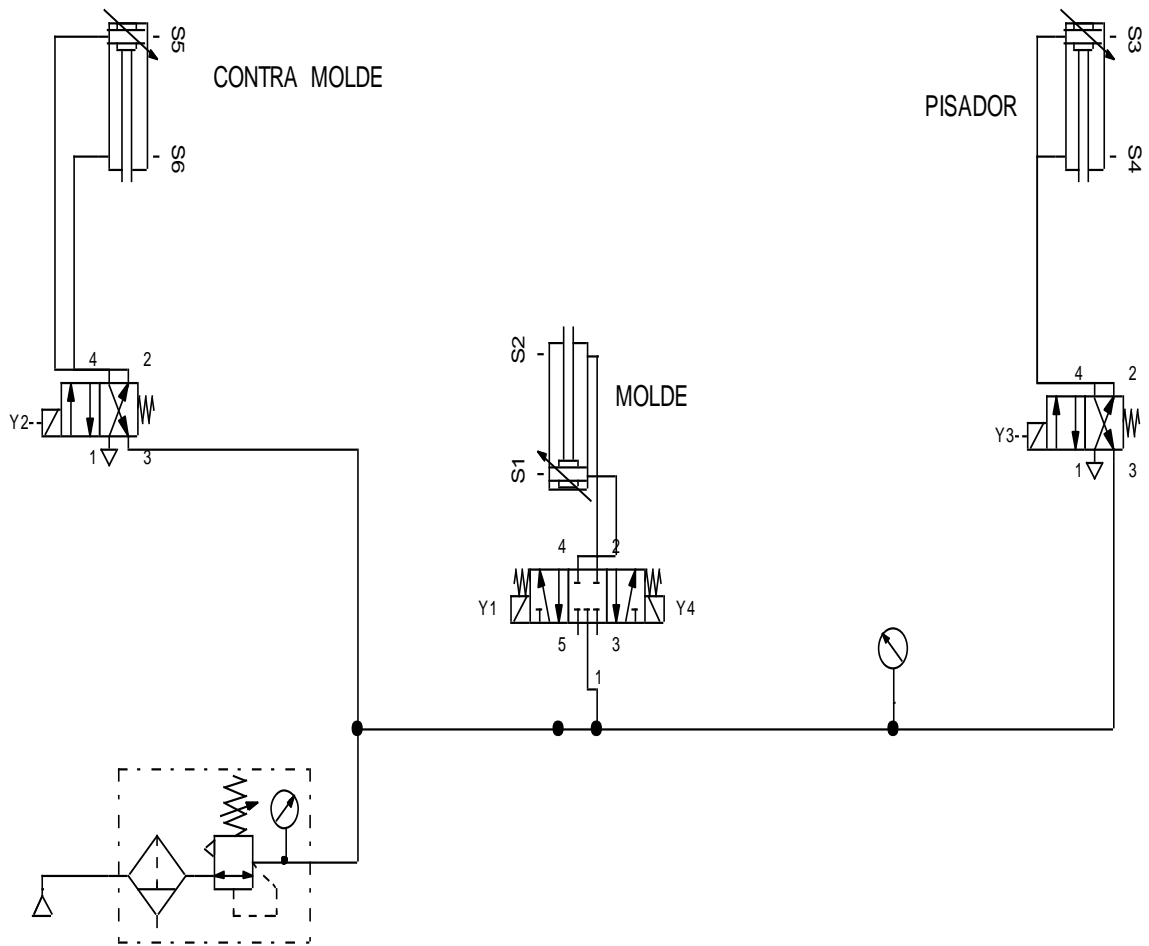 S5
CONTRA MOLDE
S6
S3
PISADOR
S4
4 2
Y2
1 3
S2
MOLDE
S1
4 2
Y3
1 3
4 2
Y1 Y4
5 3
1